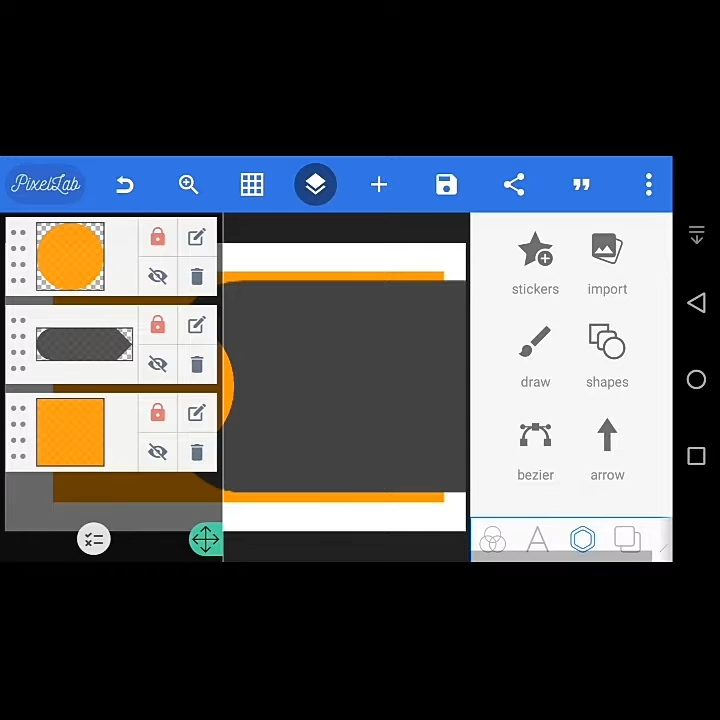 PixelLab
stickers
import
draw
shapes
bezier
arrow